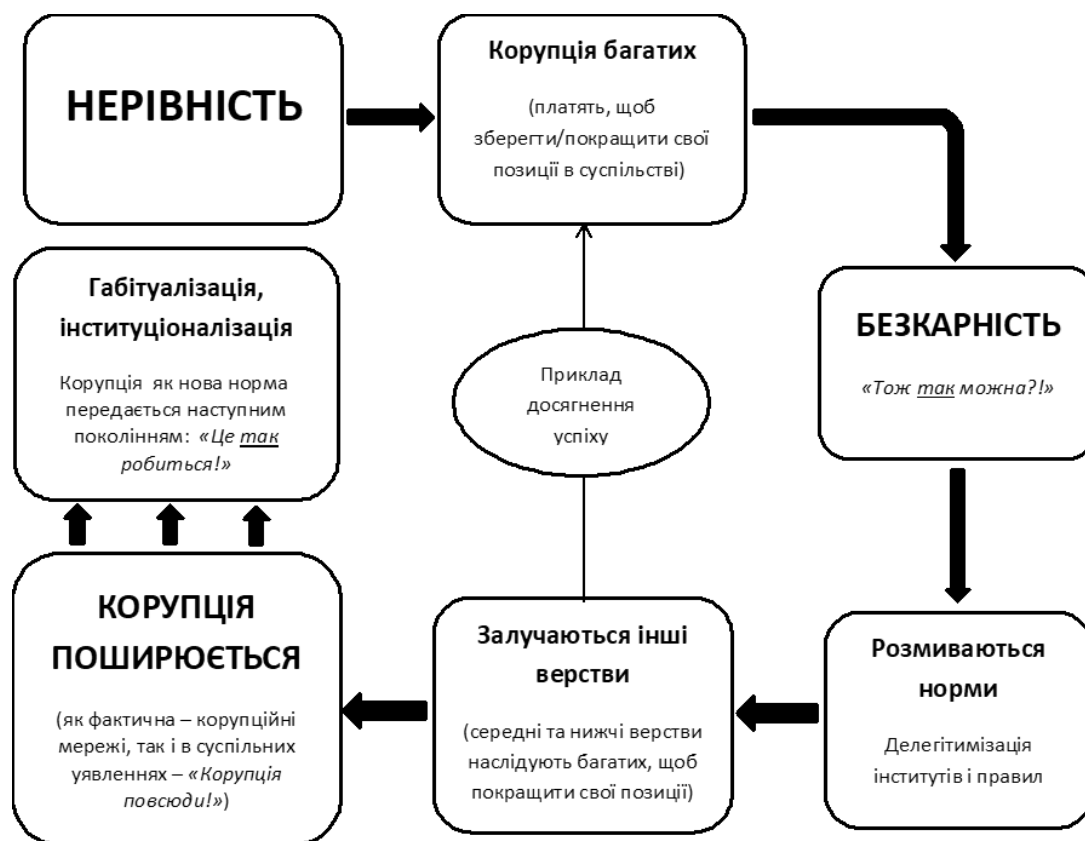 НЕРІВНІСТЬ
Корупція багатих
(платять, щоб
зберегти/покращити свої
позиції в суспільстві)
БЕЗКАРНІСТЬ
«Тож так можна?!»
Розмиваються
норми
Делегітимізація
інститутів і правил
Залучаються інші
верстви
(середні та нижчі верстви
наслідують багатих, щоб
покращити свої позиції)
Приклад
досягнення
успіху
КОРУПЦІЯ
ПОШИРЮЄТЬСЯ
(як фактична – корупційні
мережі, так і в суспільних
уявленнях – «Корупція
повсюди!»)
Габітуалізація,
інституціоналізація
Корупція як нова норма
передається наступним
поколінням: «Це так
робиться!»